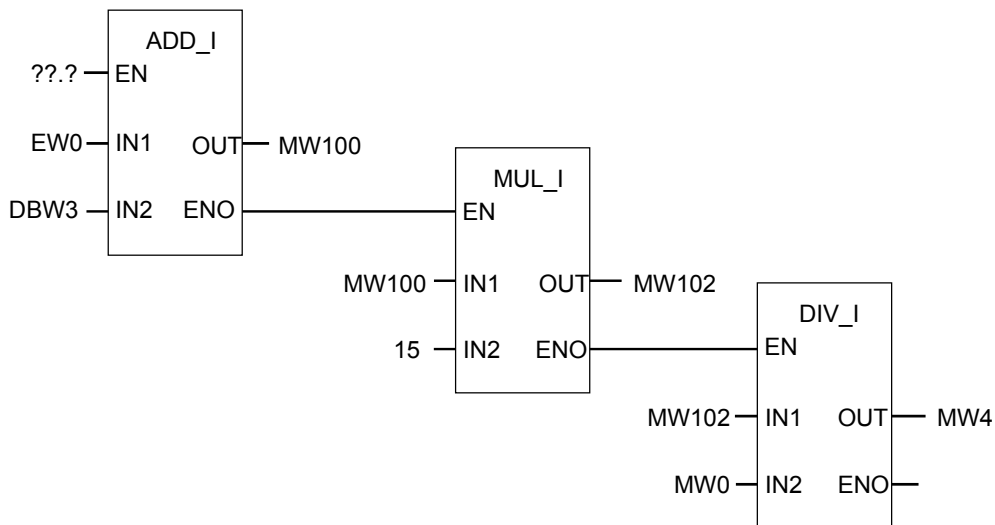 ADD_I
??.? EN
EW0 IN1 OUT MW100
DBW3 IN2 ENO
MUL_I
EN
MW100 IN1 OUT MW102
15 IN2 ENO
DIV_I
EN
MW102 IN1 OUT MW4
MW0 IN2 ENO